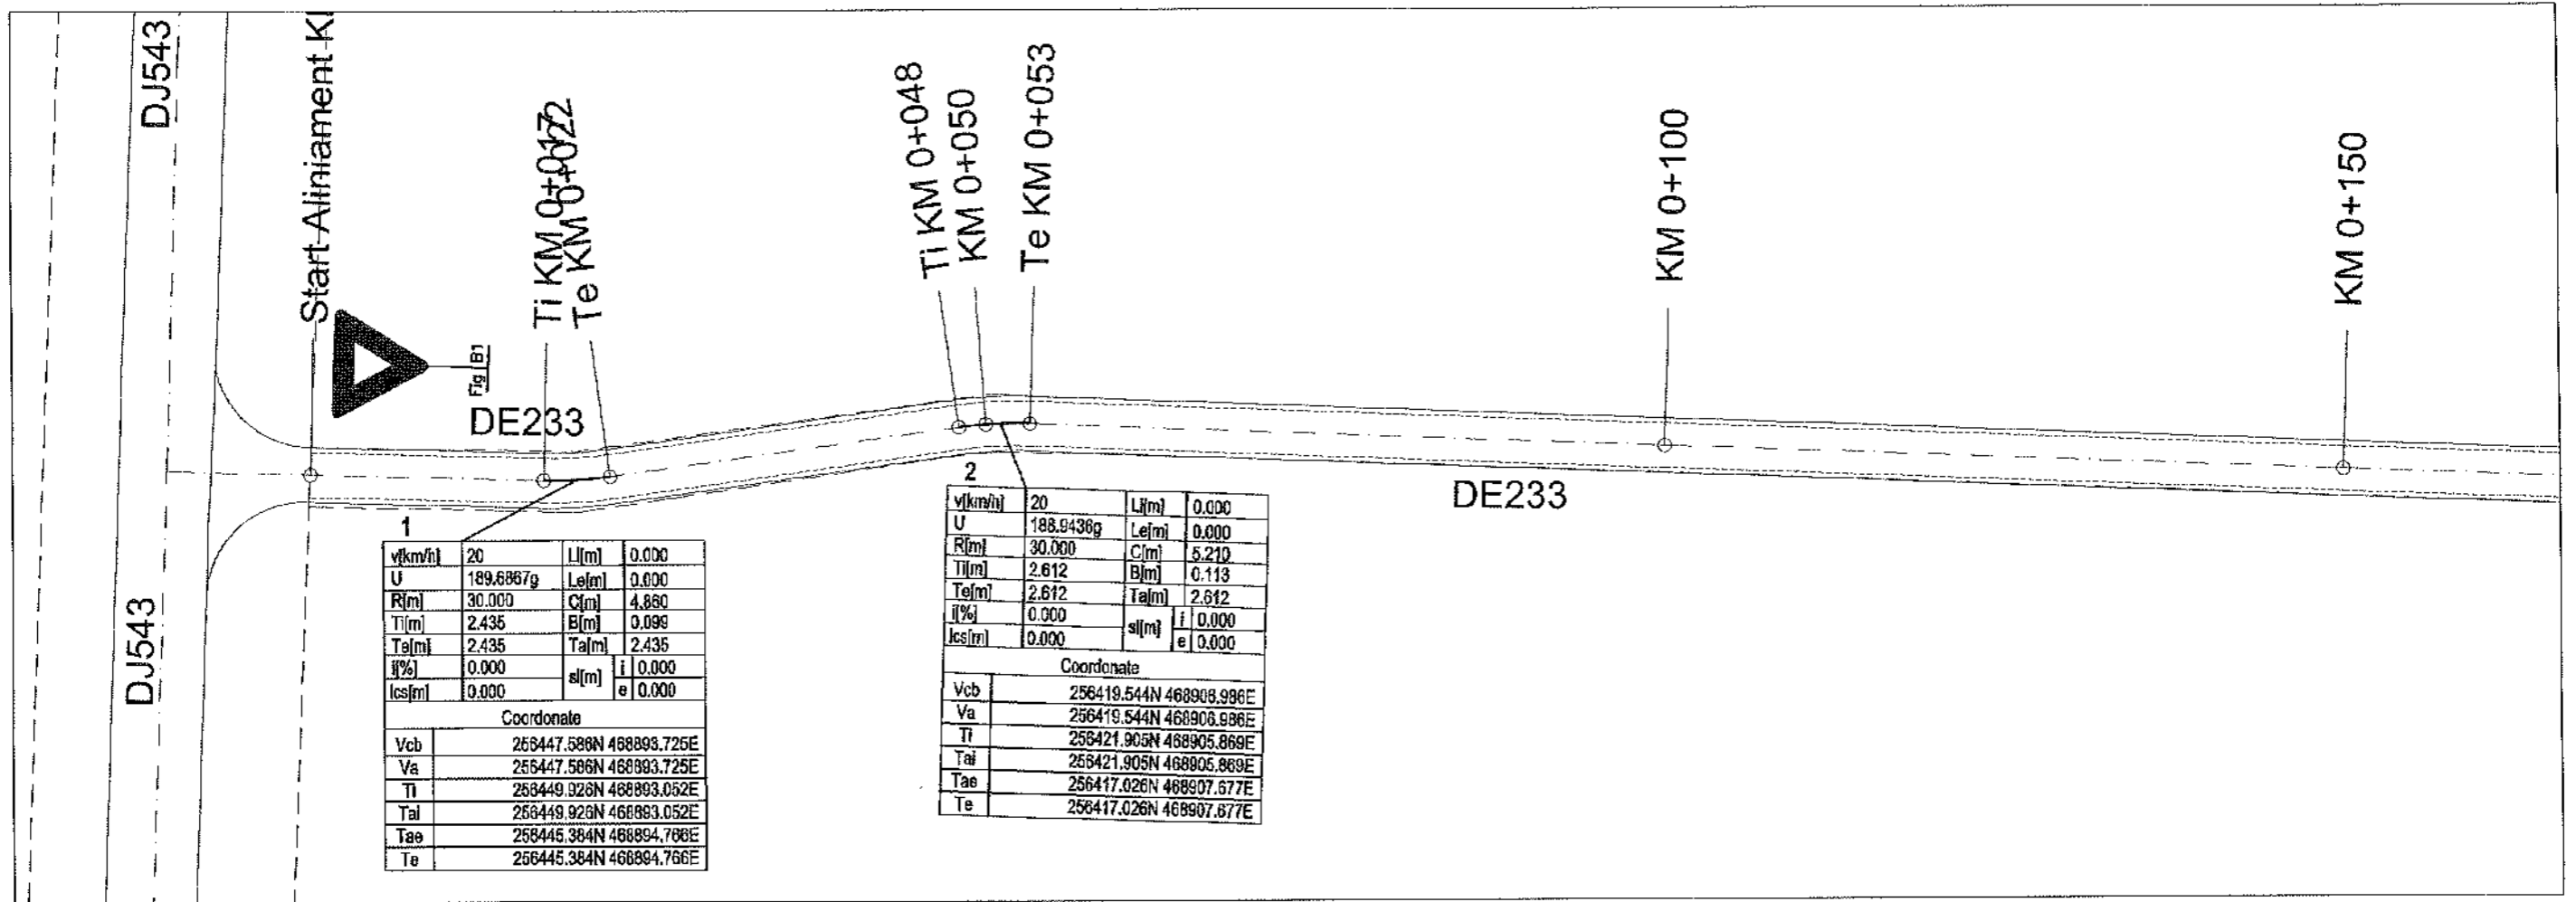 DJ543
Start Aliniament K
Ti KM 0+017
Te KM 0+022
Ti KM 0+048
KM 0+050
Te KM 0+053
KM 0+100
KM 0+150
Fig B1
DE233
DE233
DJ543
1
v[km/h] 20 Li[m] 0.000
U 189.6867g Le[m] 0.000
R[m] 30.000 C[m] 4.860
Ti[m] 2.435 B[m] 0.099
Te[m] 2.435 Ta[m] 2.435
i[%] 0.000 sl[m] i 0.000
lcs[m] 0.000 e 0.000
Coordonate
Vcb 256447.586N 468893.725E
Va 256447.586N 468893.725E
Ti 256449.926N 468893.052E
Tai 256449.926N 468893.052E
Tae 256445.384N 468894.766E
Te 256445.384N 468894.766E
2
v[km/h] 20 Li[m] 0.000
U 188.9436g Le[m] 0.000
R[m] 30.000 C[m] 5.210
Ti[m] 2.612 B[m] 0.113
Te[m] 2.612 Ta[m] 2.612
i[%] 0.000 sl[m] i 0.000
lcs[m] 0.000 e 0.000
Coordonate
Vcb 256419.544N 468906.986E
Va 256419.544N 468906.986E
Ti 256421.905N 468905.869E
Tai 256421.905N 468905.869E
Tae 256417.026N 468907.677E
Te 256417.026N 468907.677E